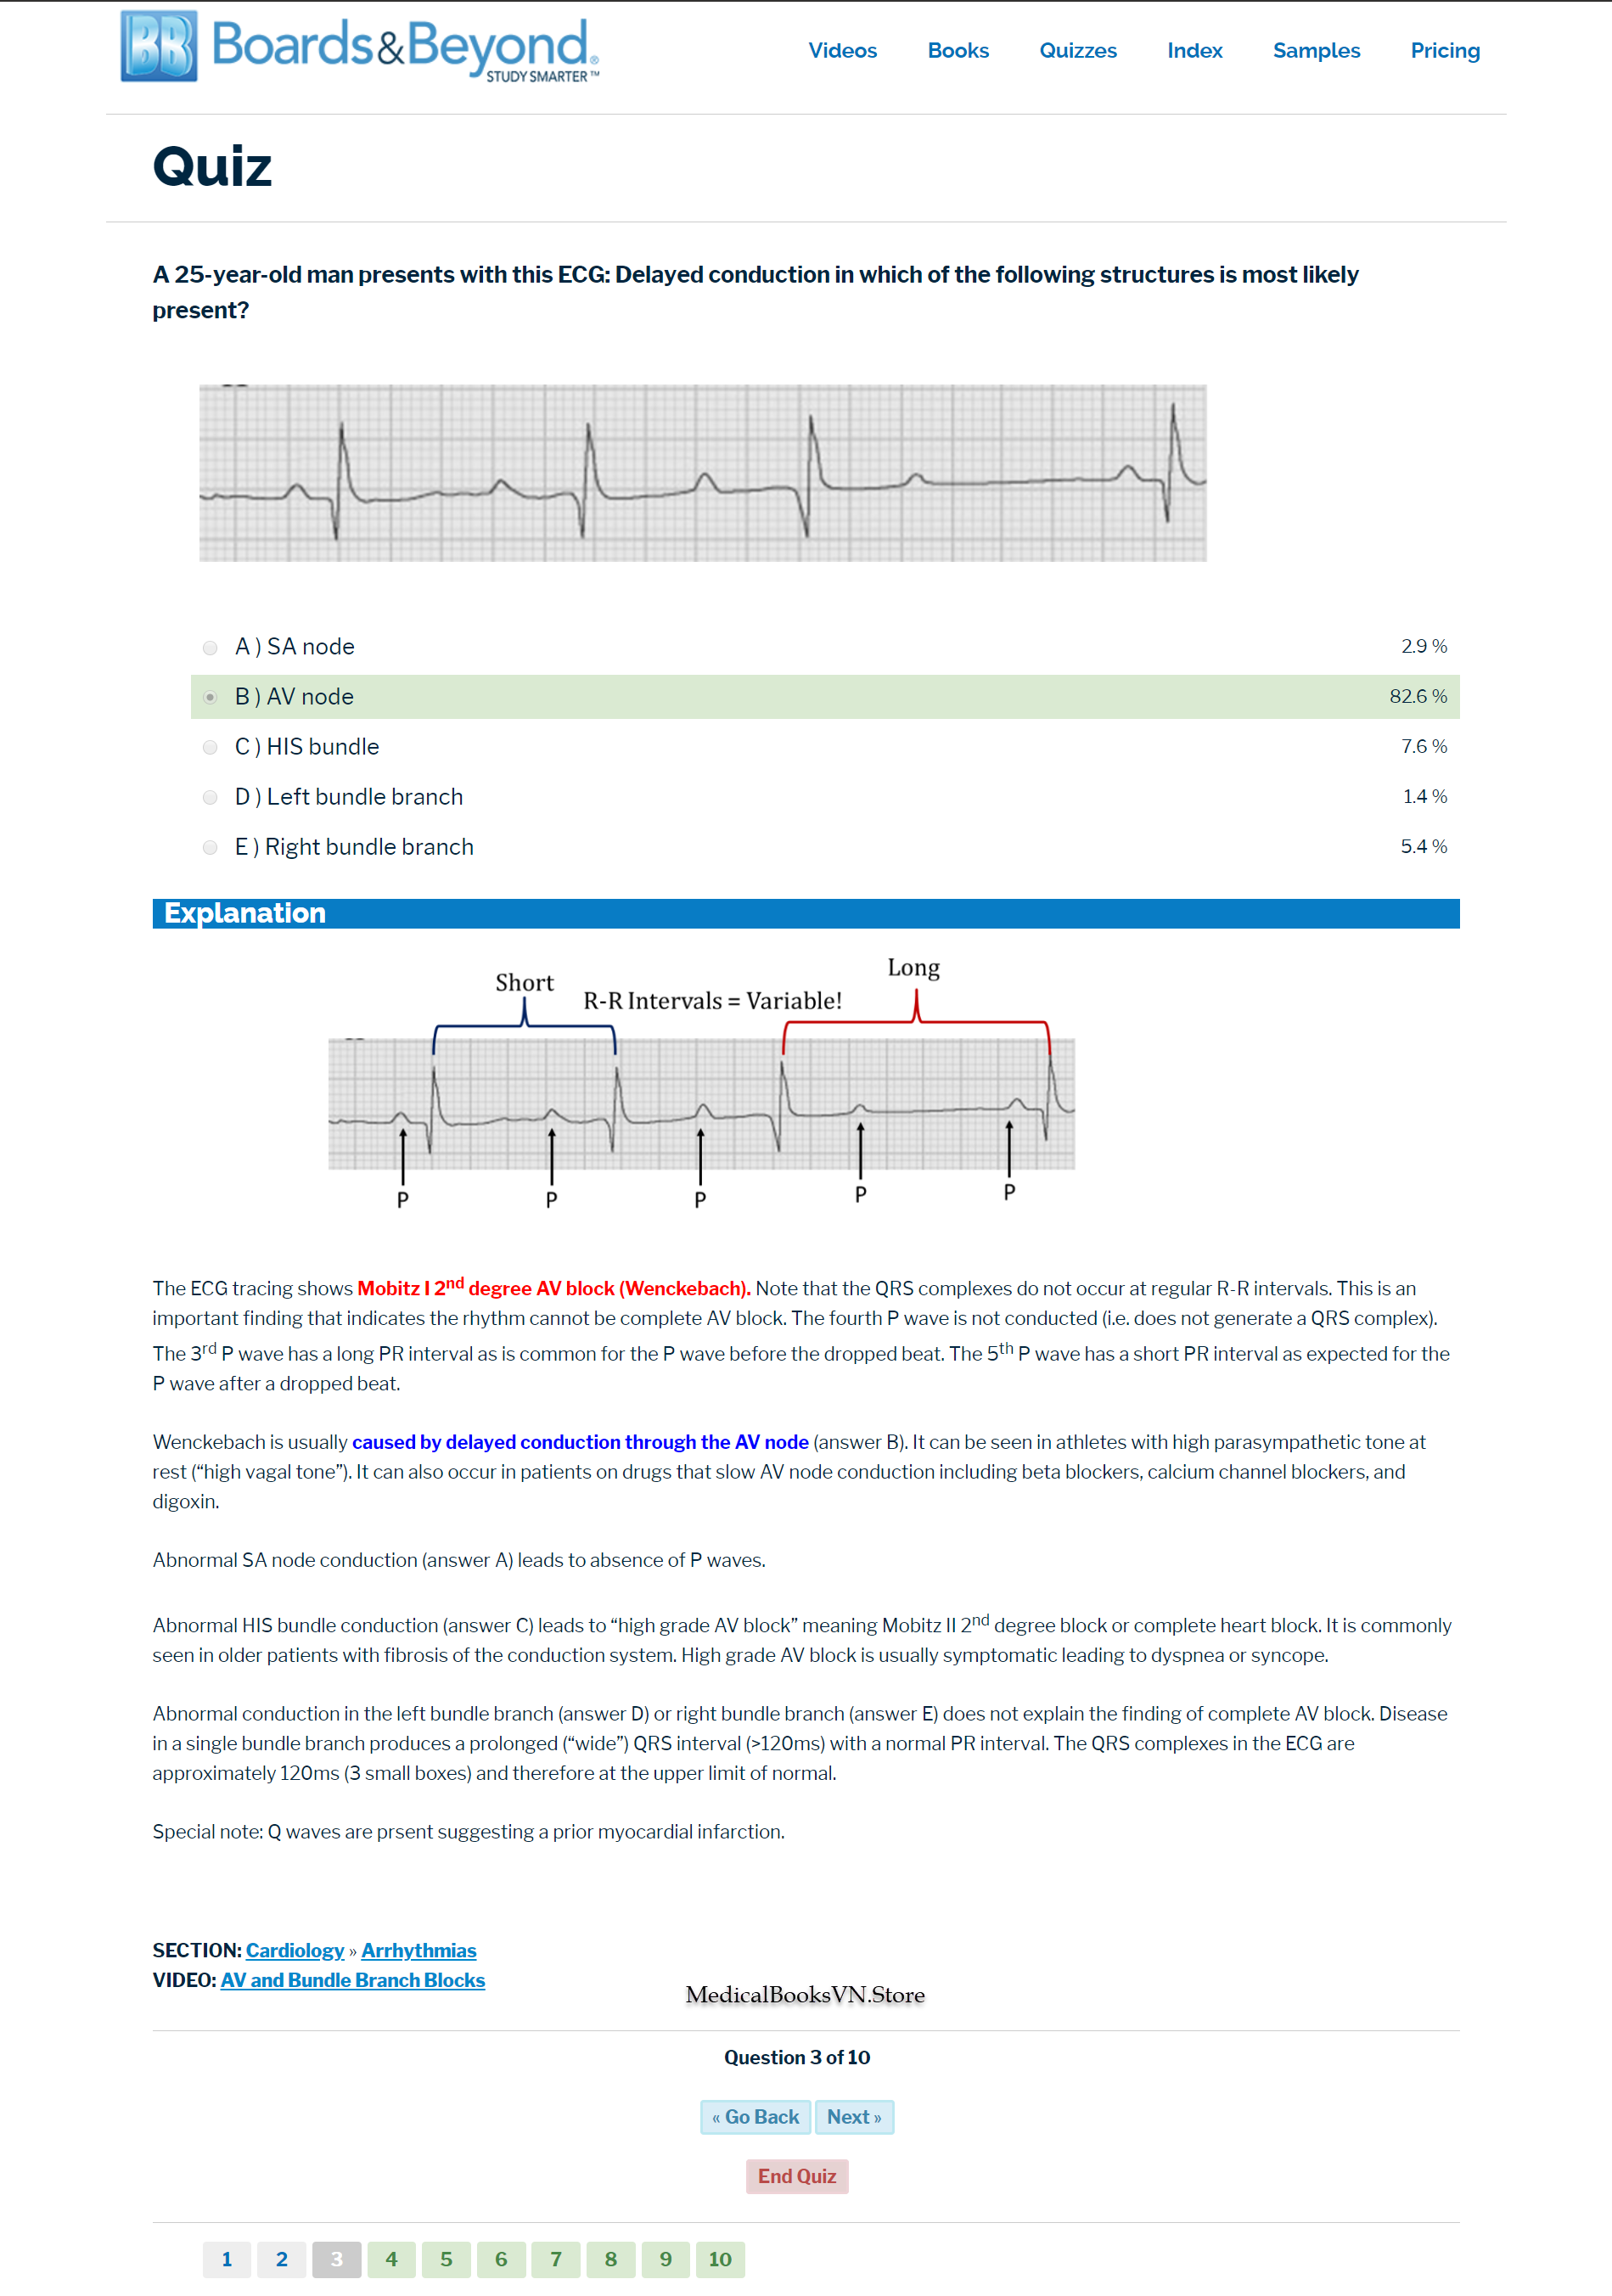 BB Boards&Beyond®
STUDY SMARTER™
Videos Books Quizzes Index Samples Pricing
Quiz
A 25-year-old man presents with this ECG: Delayed conduction in which of the following structures is most likely
present?
A ) SA node 2.9 %
B ) AV node 82.6 %
C ) HIS bundle 7.6 %
D ) Left bundle branch 1.4 %
E ) Right bundle branch 5.4 %
Explanation
Long
Short
R-R Intervals = Variable!
P P P P P
The ECG tracing shows Mobitz I 2nd degree AV block (Wenckebach). Note that the QRS complexes do not occur at regular R-R intervals. This is an
important finding that indicates the rhythm cannot be complete AV block. The fourth P wave is not conducted (i.e. does not generate a QRS complex).
The 3rd P wave has a long PR interval as is common for the P wave before the dropped beat. The 5th P wave has a short PR interval as expected for the
P wave after a dropped beat.
Wenckebach is usually caused by delayed conduction through the AV node (answer B). It can be seen in athletes with high parasympathetic tone at
rest (“high vagal tone”). It can also occur in patients on drugs that slow AV node conduction including beta blockers, calcium channel blockers, and
digoxin.
Abnormal SA node conduction (answer A) leads to absence of P waves.
Abnormal HIS bundle conduction (answer C) leads to “high grade AV block” meaning Mobitz II 2nd degree block or complete heart block. It is commonly
seen in older patients with fibrosis of the conduction system. High grade AV block is usually symptomatic leading to dyspnea or syncope.
Abnormal conduction in the left bundle branch (answer D) or right bundle branch (answer E) does not explain the finding of complete AV block. Disease
in a single bundle branch produces a prolonged (“wide”) QRS interval (>120ms) with a normal PR interval. The QRS complexes in the ECG are
approximately 120ms (3 small boxes) and therefore at the upper limit of normal.
Special note: Q waves are prsent suggesting a prior myocardial infarction.
SECTION: Cardiology » Arrhythmias
VIDEO: AV and Bundle Branch Blocks
MedicalBooksVN.Store
Question 3 of 10
« Go Back Next »
End Quiz
1 2 3 4 5 6 7 8 9 10